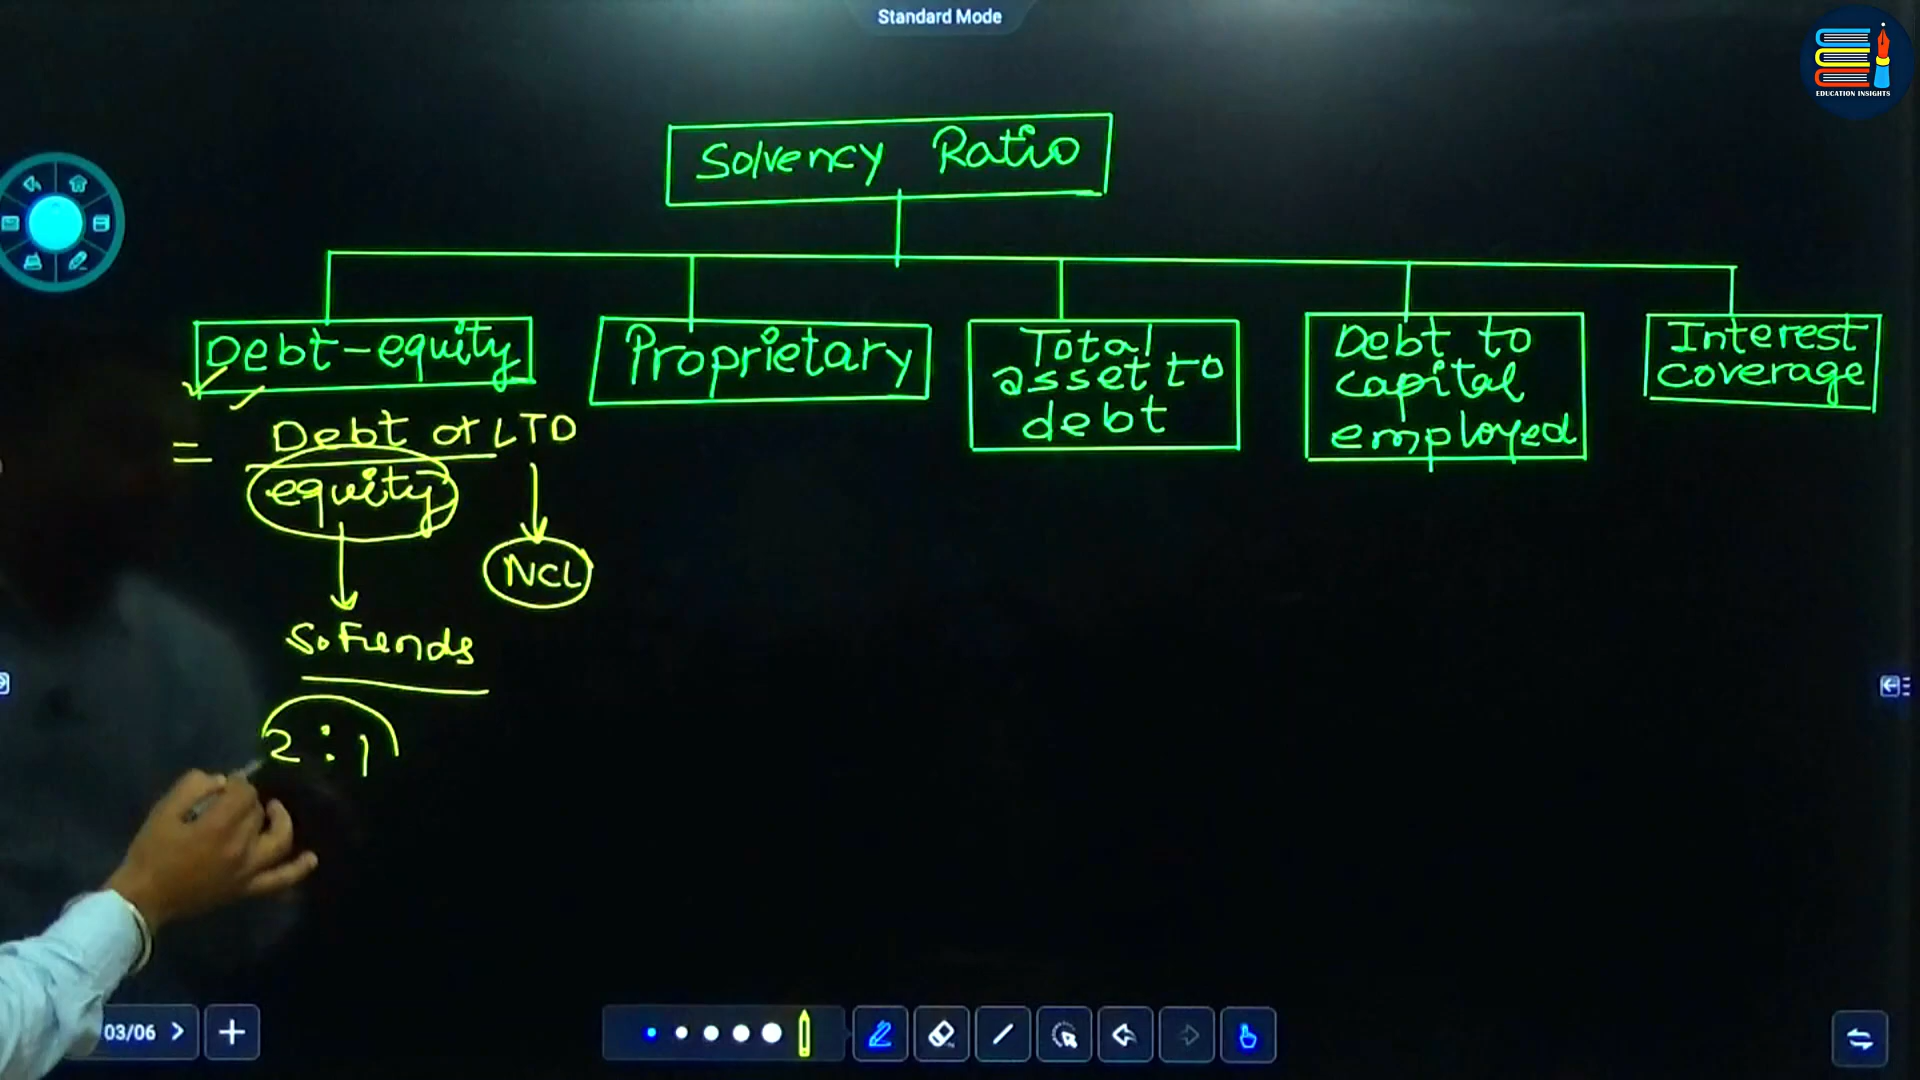 Standard Mode
EDUCATION INSIGHTS
Solvency Ratio
Debt-equity
Proprietary
Total
asset to
debt
Debt to
capital
employed
Interest
coverage
= Debt or LTD
equity
NCL
S.Funds
2:1
03/06